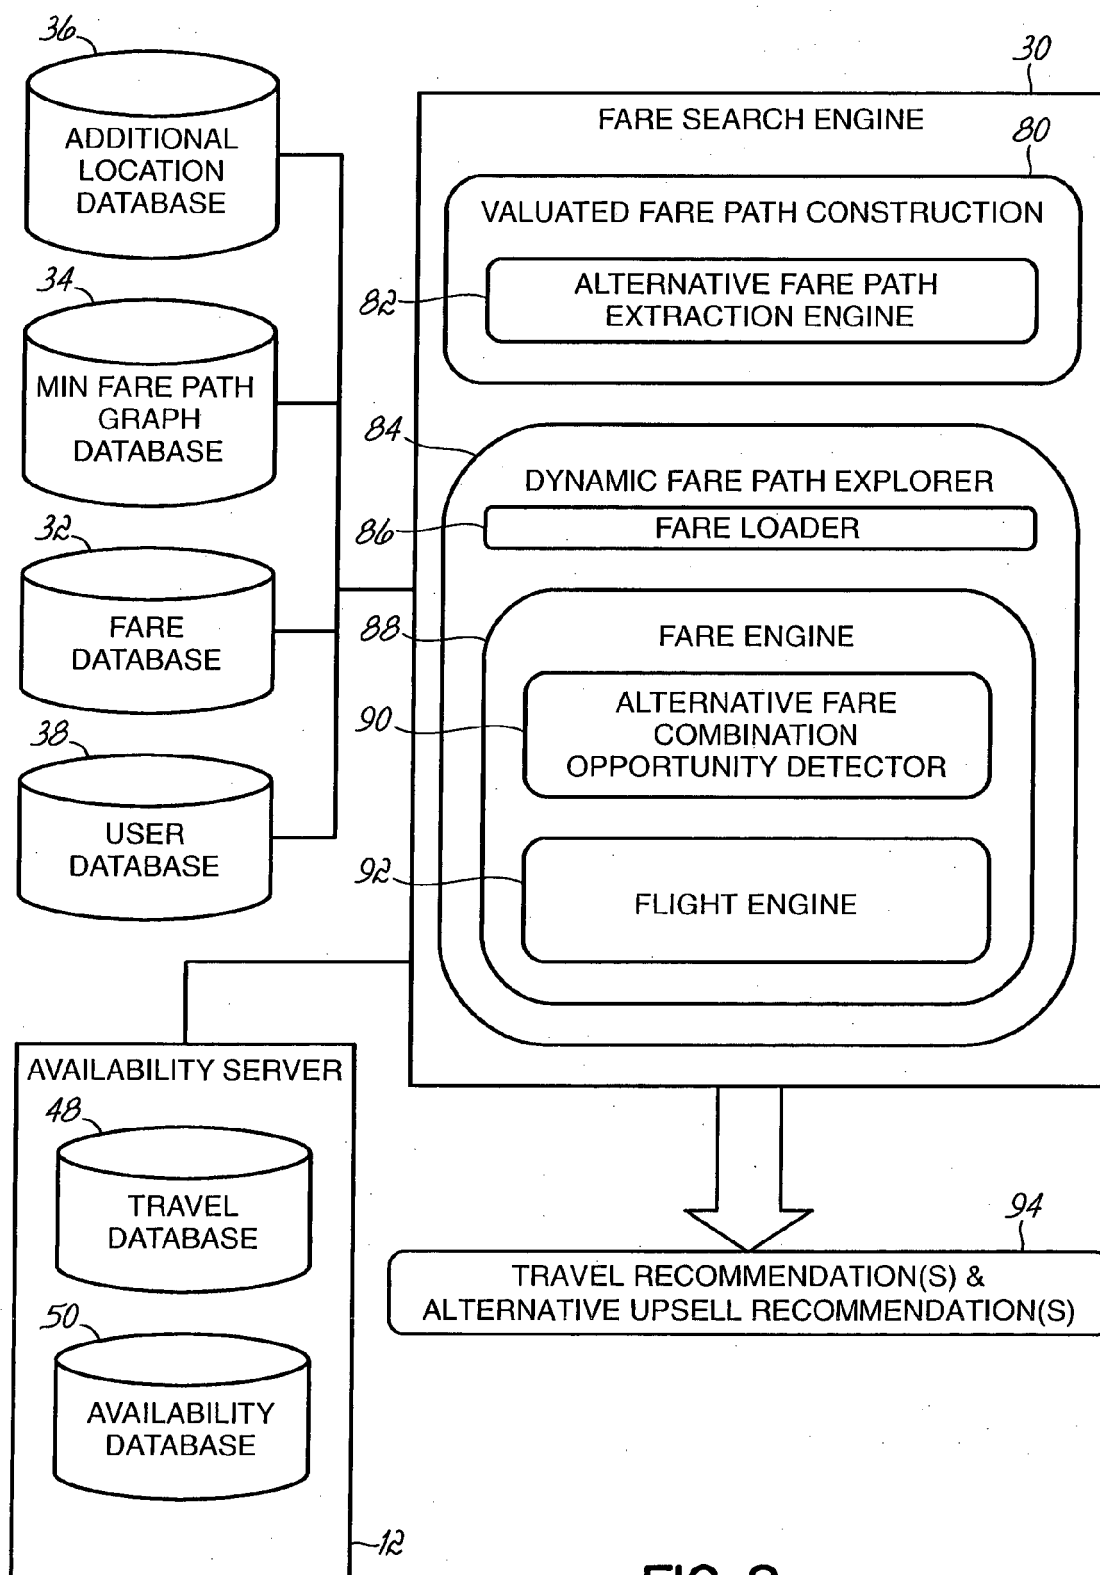 36
ADDITIONAL
LOCATION
DATABASE
34
MIN FARE PATH
GRAPH
DATABASE
32
FARE
DATABASE
38
USER
DATABASE
30
FARE SEARCH ENGINE
80
VALUATED FARE PATH CONSTRUCTION
82
ALTERNATIVE FARE PATH
EXTRACTION ENGINE
84
DYNAMIC FARE PATH EXPLORER
86
FARE LOADER
88
FARE ENGINE
90
ALTERNATIVE FARE
COMBINATION
OPPORTUNITY DETECTOR
92
FLIGHT ENGINE
AVAILABILITY SERVER
48
TRAVEL
DATABASE
50
AVAILABILITY
DATABASE
12
94
TRAVEL RECOMMENDATION(S) &
ALTERNATIVE UPSELL RECOMMENDATION(S)
FIG.